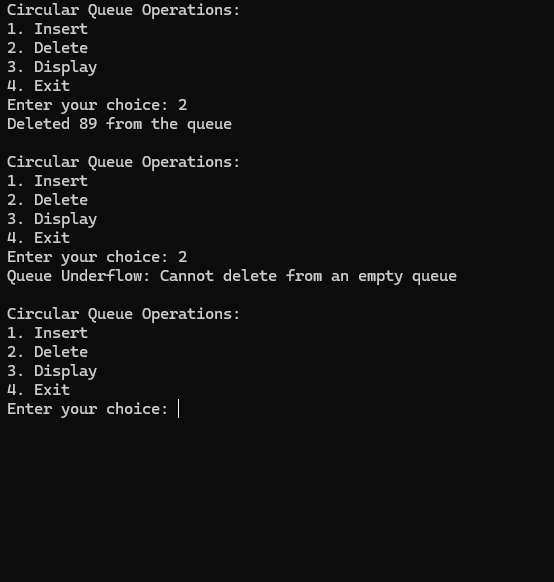 Circular Queue Operations:
1. Insert
2. Delete
3. Display
4. Exit
Enter your choice: 2
Deleted 89 from the queue
Circular Queue Operations:
1. Insert
2. Delete
3. Display
4. Exit
Enter your choice: 2
Queue Underflow: Cannot delete from an empty queue
Circular Queue Operations:
1. Insert
2. Delete
3. Display
4. Exit
Enter your choice: